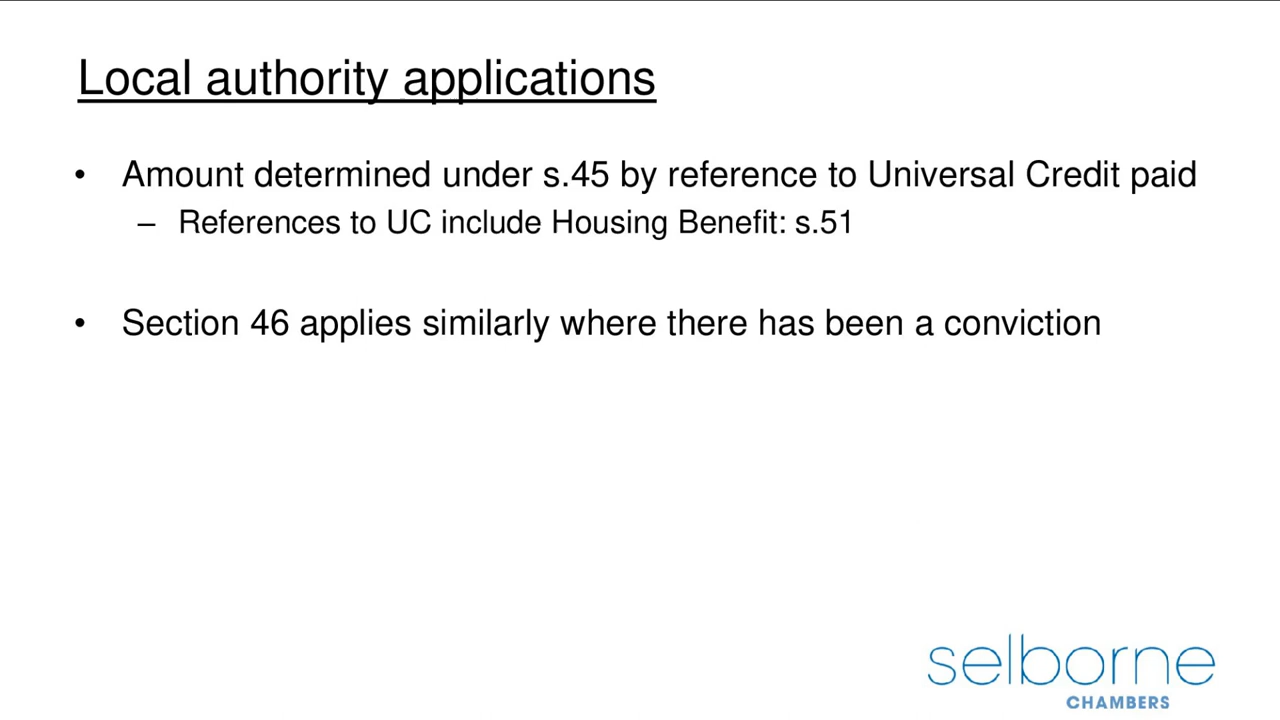 Local authority applications
• Amount determined under s.45 by reference to Universal Credit paid
– References to UC include Housing Benefit: s.51
• Section 46 applies similarly where there has been a conviction
selborne
CHAMBERS